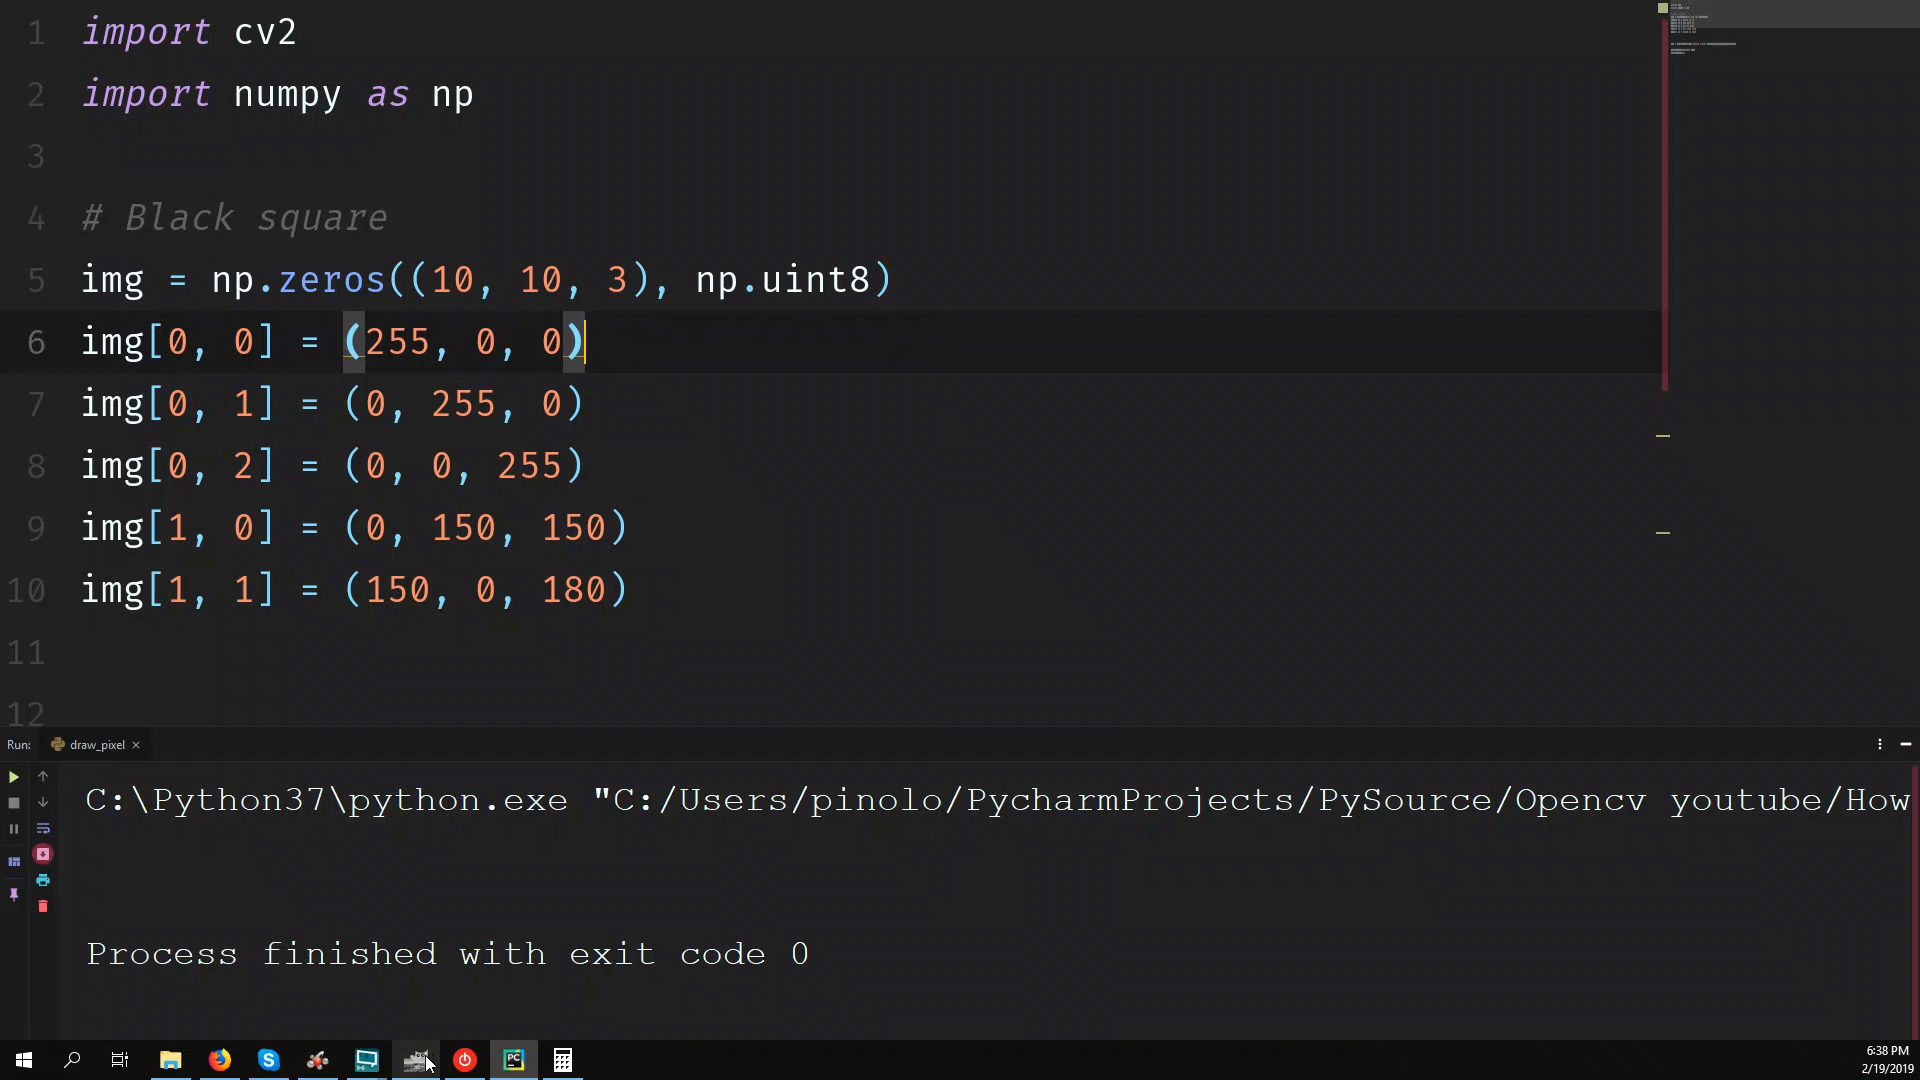 1 import cv2
2 import numpy as np
3
4 # Black square
5 img = np.zeros((10, 10, 3), np.uint8)
6 img[0, 0] = (255, 0, 0)
7 img[0, 1] = (0, 255, 0)
8 img[0, 2] = (0, 0, 255)
9 img[1, 0] = (0, 150, 150)
10 img[1, 1] = (150, 0, 180)
11
12
Run: draw_pixel ×
C:\Python37\python.exe "C:/Users/pinolo/PycharmProjects/PySource/Opencv youtube/How
Process finished with exit code 0
PC
6:38 PM
2/19/2019